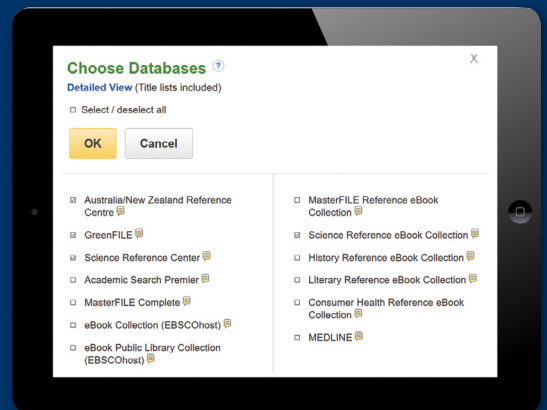 X
Choose Databases ?
Detailed View (Title lists included)
Select / deselect all
OK
Cancel
Australia/New Zealand Reference
Centre
GreenFILE
Science Reference Center
Academic Search Premier
MasterFILE Complete
eBook Collection (EBSCOhost)
eBook Public Library Collection
(EBSCOhost)
MasterFILE Reference eBook
Collection
Science Reference eBook Collection
History Reference eBook Collection
Literary Reference eBook Collection
Consumer Health Reference eBook
Collection
MEDLINE